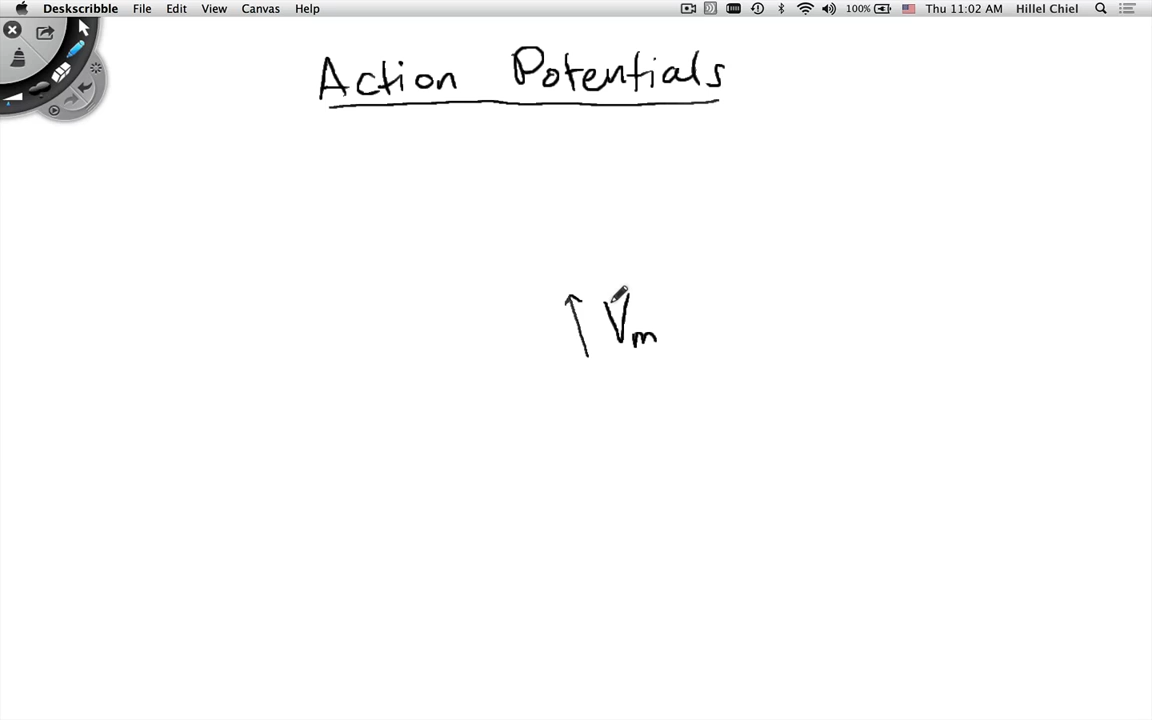 Deskscribble File Edit View Canvas Help 100% Thu 11:02 AM Hillel Chiel
Action Potentials
↑ Vm